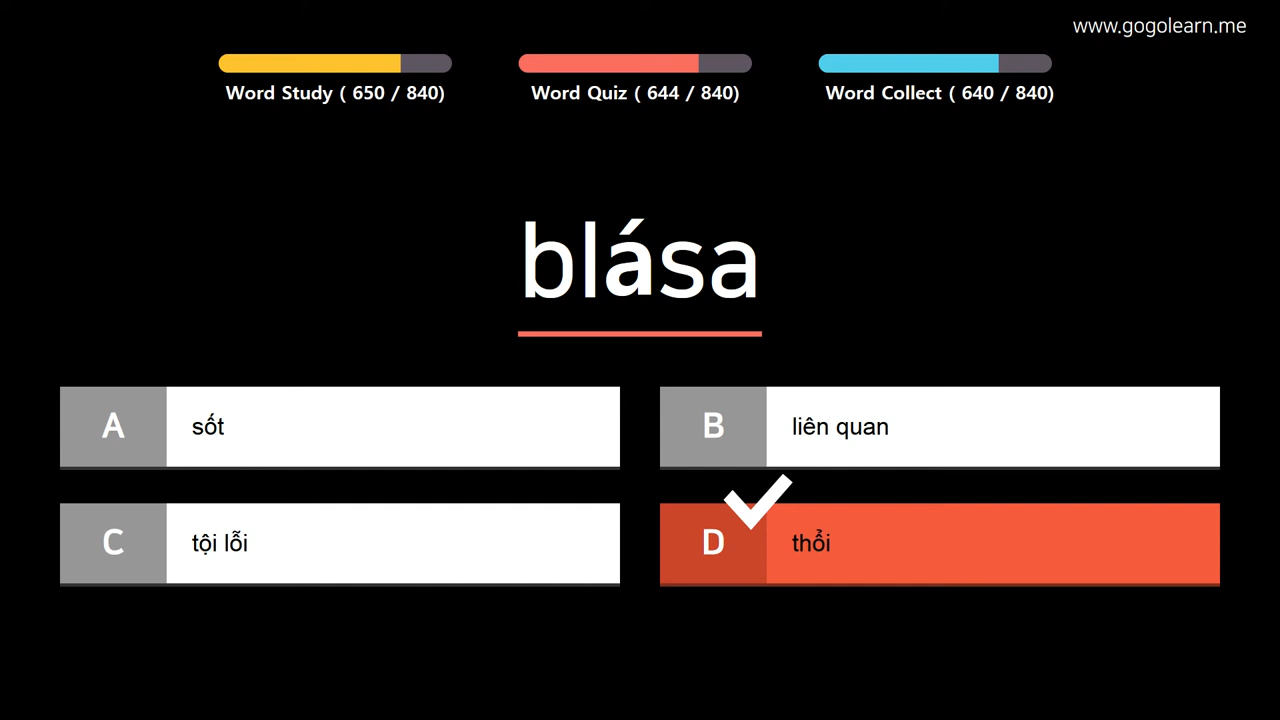 www.gogolearn.me
Word Study ( 650 / 840)
Word Quiz ( 644 / 840)
Word Collect ( 640 / 840)
blása
A sốt
B liên quan
C tội lỗi
D thổi